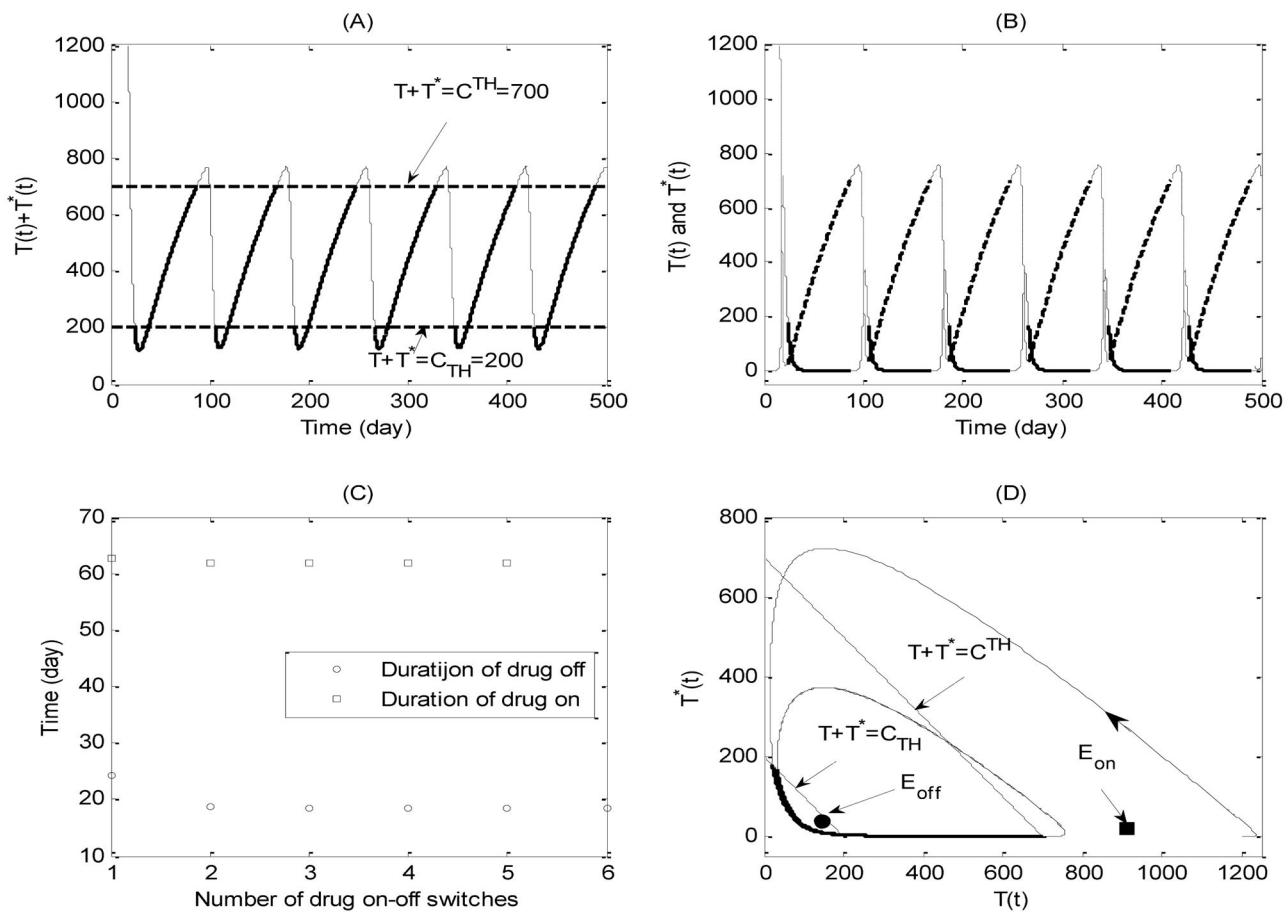 (A)
1200
1000
800
600
400
200
0
T(t)+T*(t)
T+T*=C^TH=700
T+T*=C_TH=200
0 100 200 300 400 500
Time (day)
(B)
1200
1000
800
600
400
200
0
T(t) and T*(t)
0 100 200 300 400 500
Time (day)
(C)
70
60
50
40
30
20
10
Time (day)
Duratijon of drug off
Duration of drug on
1 2 3 4 5 6
Number of drug on-off switches
(D)
800
600
400
200
0
T*(t)
T+T*=C^TH
T+T*=C_TH
E_off
E_on
0 200 400 600 800 1000 1200
T(t)